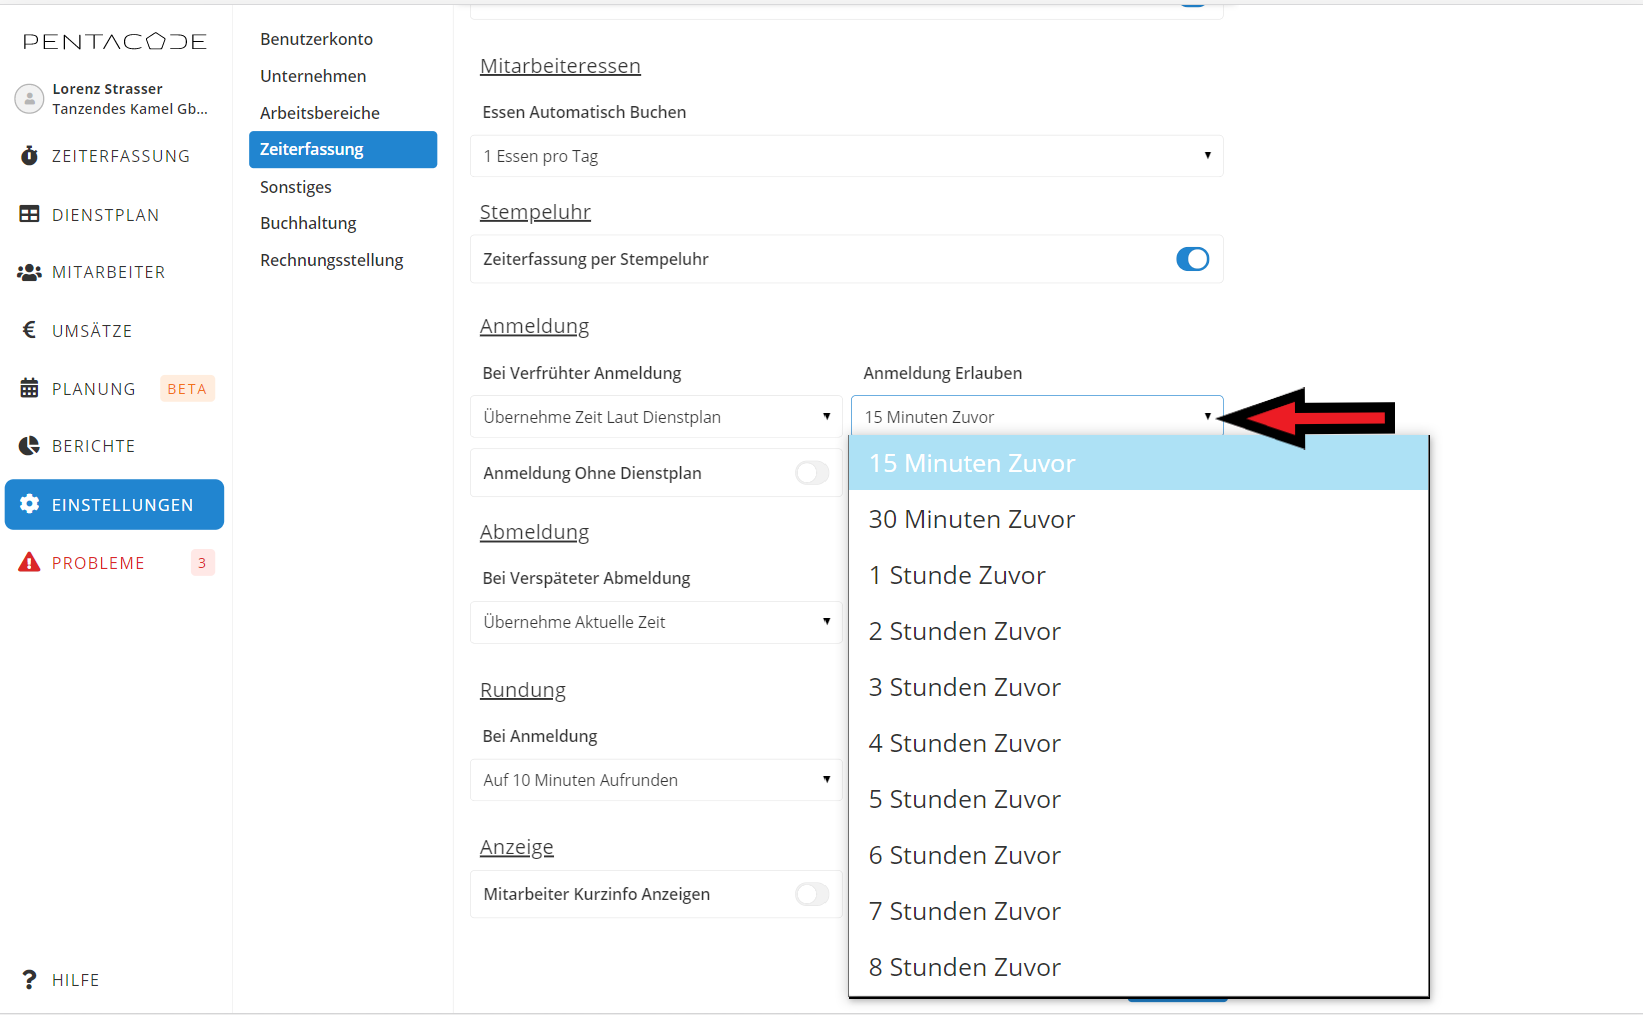 PENTACODE
Lorenz Strasser
Tanzendes Kamel Gb...
ZEITERFASSUNG
DIENSTPLAN
MITARBEITER
UMSÄTZE
PLANUNG BETA
BERICHTE
EINSTELLUNGEN
PROBLEME 3
HILFE
Benutzerkonto
Unternehmen
Arbeitsbereiche
Zeiterfassung
Sonstiges
Buchhaltung
Rechnungsstellung
Mitarbeiteressen
Essen Automatisch Buchen
1 Essen pro Tag
Stempeluhr
Zeiterfassung per Stempeluhr
Anmeldung
Bei Verfrühter Anmeldung
Übernehme Zeit Laut Dienstplan
Anmeldung Erlauben
15 Minuten Zuvor
15 Minuten Zuvor
30 Minuten Zuvor
1 Stunde Zuvor
2 Stunden Zuvor
3 Stunden Zuvor
4 Stunden Zuvor
5 Stunden Zuvor
6 Stunden Zuvor
7 Stunden Zuvor
8 Stunden Zuvor
Anmeldung Ohne Dienstplan
Abmeldung
Bei Verspäteter Abmeldung
Übernehme Aktuelle Zeit
Rundung
Bei Anmeldung
Auf 10 Minuten Aufrunden
Anzeige
Mitarbeiter Kurzinfo Anzeigen